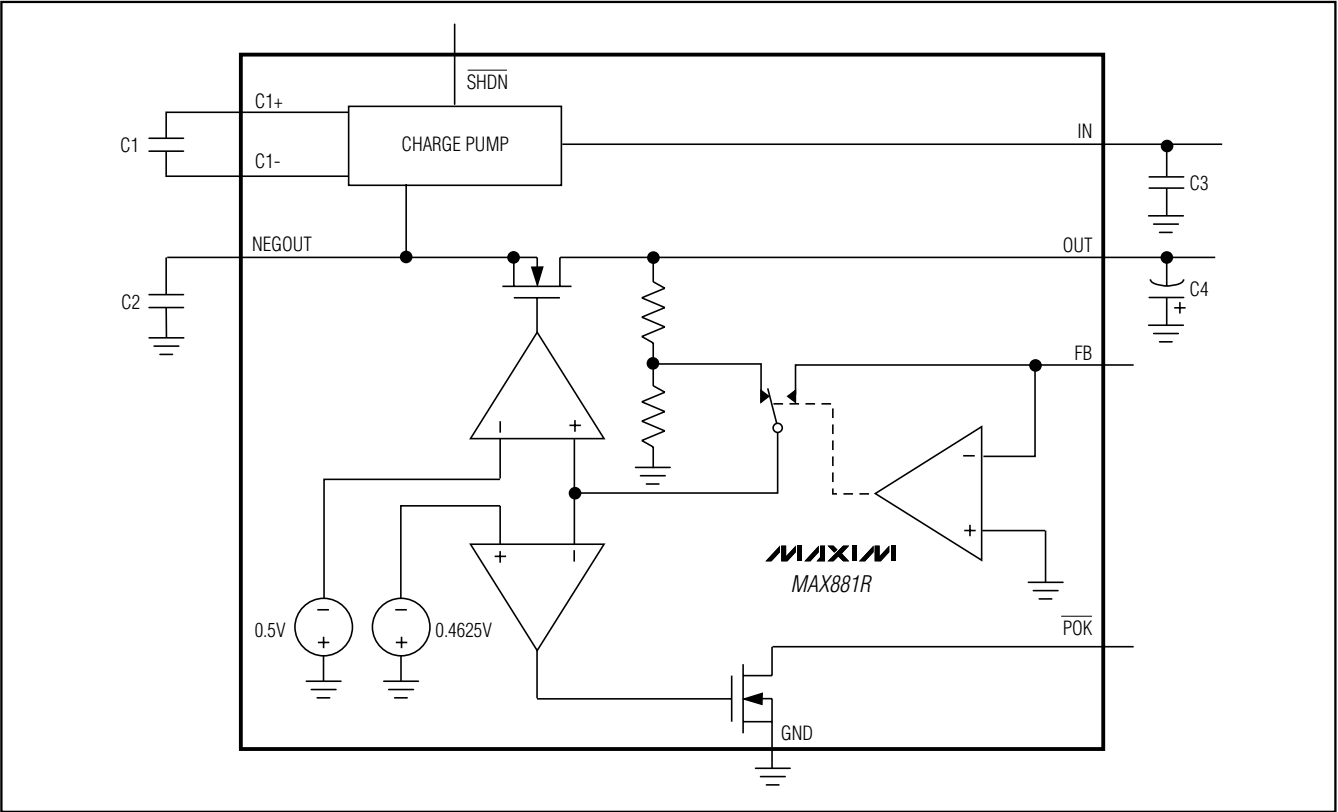 SHDN
C1+
C1
CHARGE PUMP
IN
C1-
C3
NEGOUT
OUT
C2
C4
+
FB
− +
−
+ −
+
MAXIM
MAX881R
0.5V
−
+
−
+
0.4625V
POK
GND